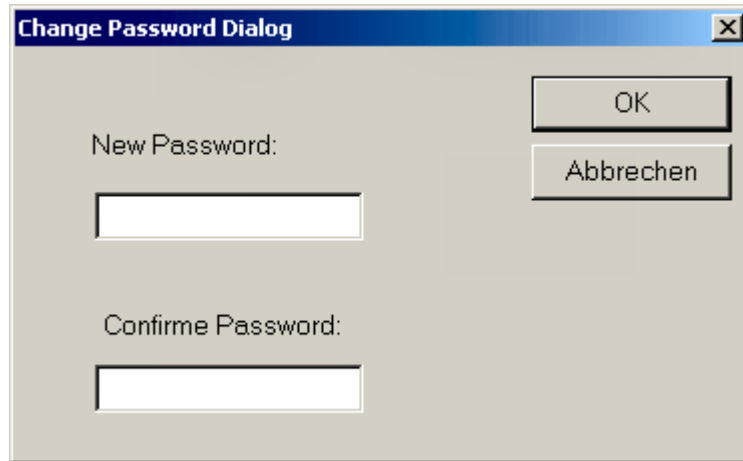 Change Password Dialog
OK
New Password:
Abbrechen
Confirme Password: